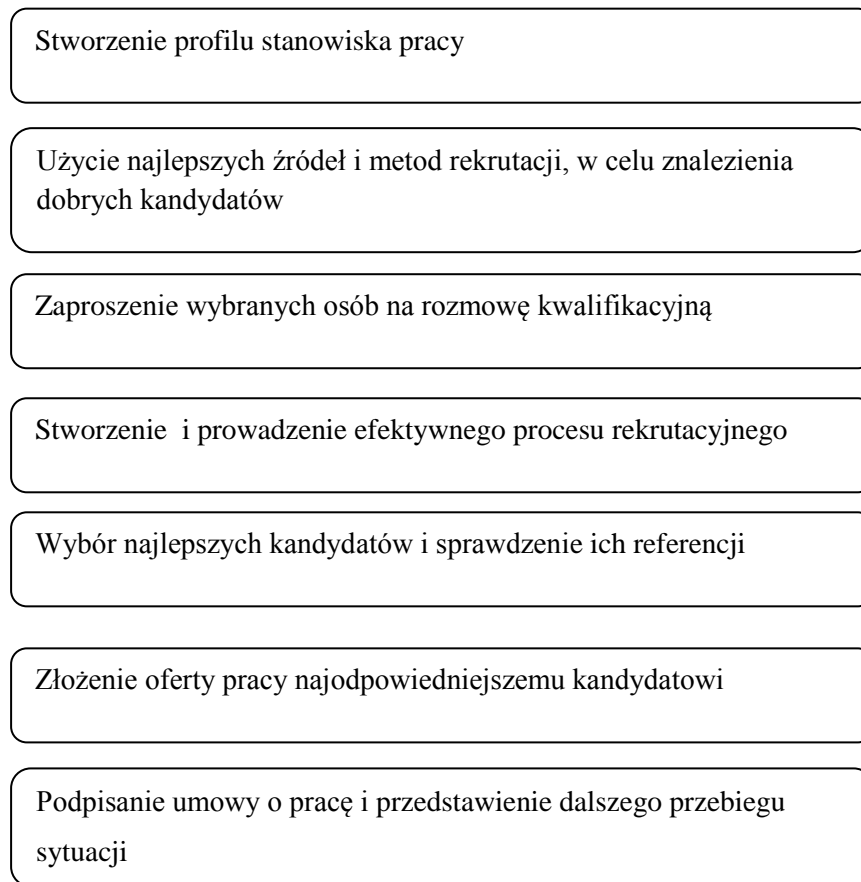 Stworzenie profilu stanowiska pracy
Użycie najlepszych źródeł i metod rekrutacji, w celu znalezienia
dobrych kandydatów
Zaproszenie wybranych osób na rozmowę kwalifikacyjną
Stworzenie  i prowadzenie efektywnego procesu rekrutacyjnego
Wybór najlepszych kandydatów i sprawdzenie ich referencji
Złożenie oferty pracy najodpowiedniejszemu kandydatowi
Podpisanie umowy o pracę i przedstawienie dalszego przebiegu
sytuacji